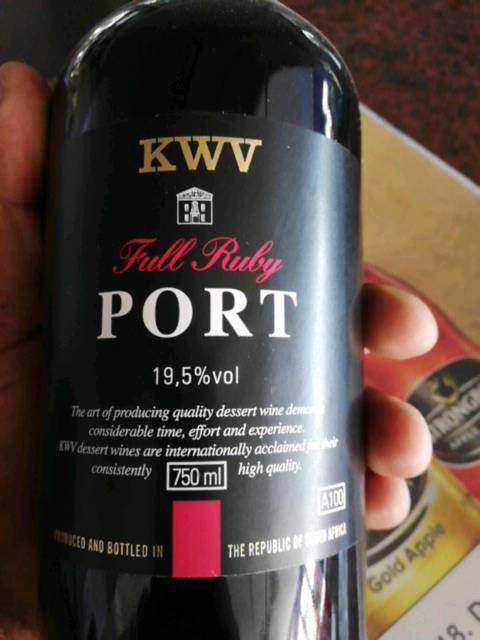 KWV
Full Ruby
PORT
19,5%vol
The art of producing quality dessert wine
considerable time, effort and experience.
KWV dessert wines are internationally acclaimed for their
consistently 750 ml high quality.
A100
PRODUCED AND BOTTLED IN THE REPUBLIC OF SOUTH AFRICA
STRONGB
Gold Apple
18. D